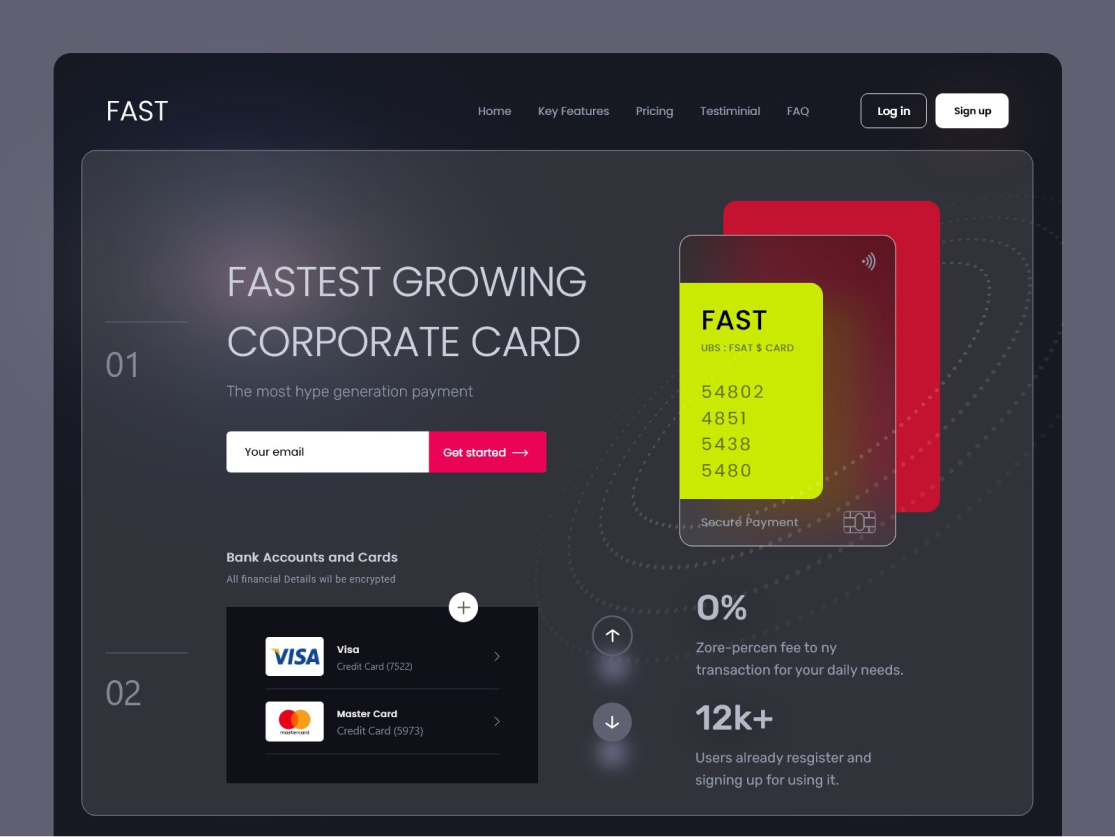 FAST
Home
Key Features
Pricing
Testiminial
FAQ
Log in
Sign up
01
FASTEST GROWING
CORPORATE CARD
The most hype generation payment
Your email
Get started
FAST
UBS : FSAT $ CARD
54802
4851
5438
5480
Secure Payment
02
Bank Accounts and Cards
All financial Details wil be encrypted
VISA
Visa
Credit Card (7522)
mastercard
Master Card
Credit Card (5973)
0%
Zore-percen fee to ny
transaction for your daily needs.
12k+
Users already resgister and
signing up for using it.